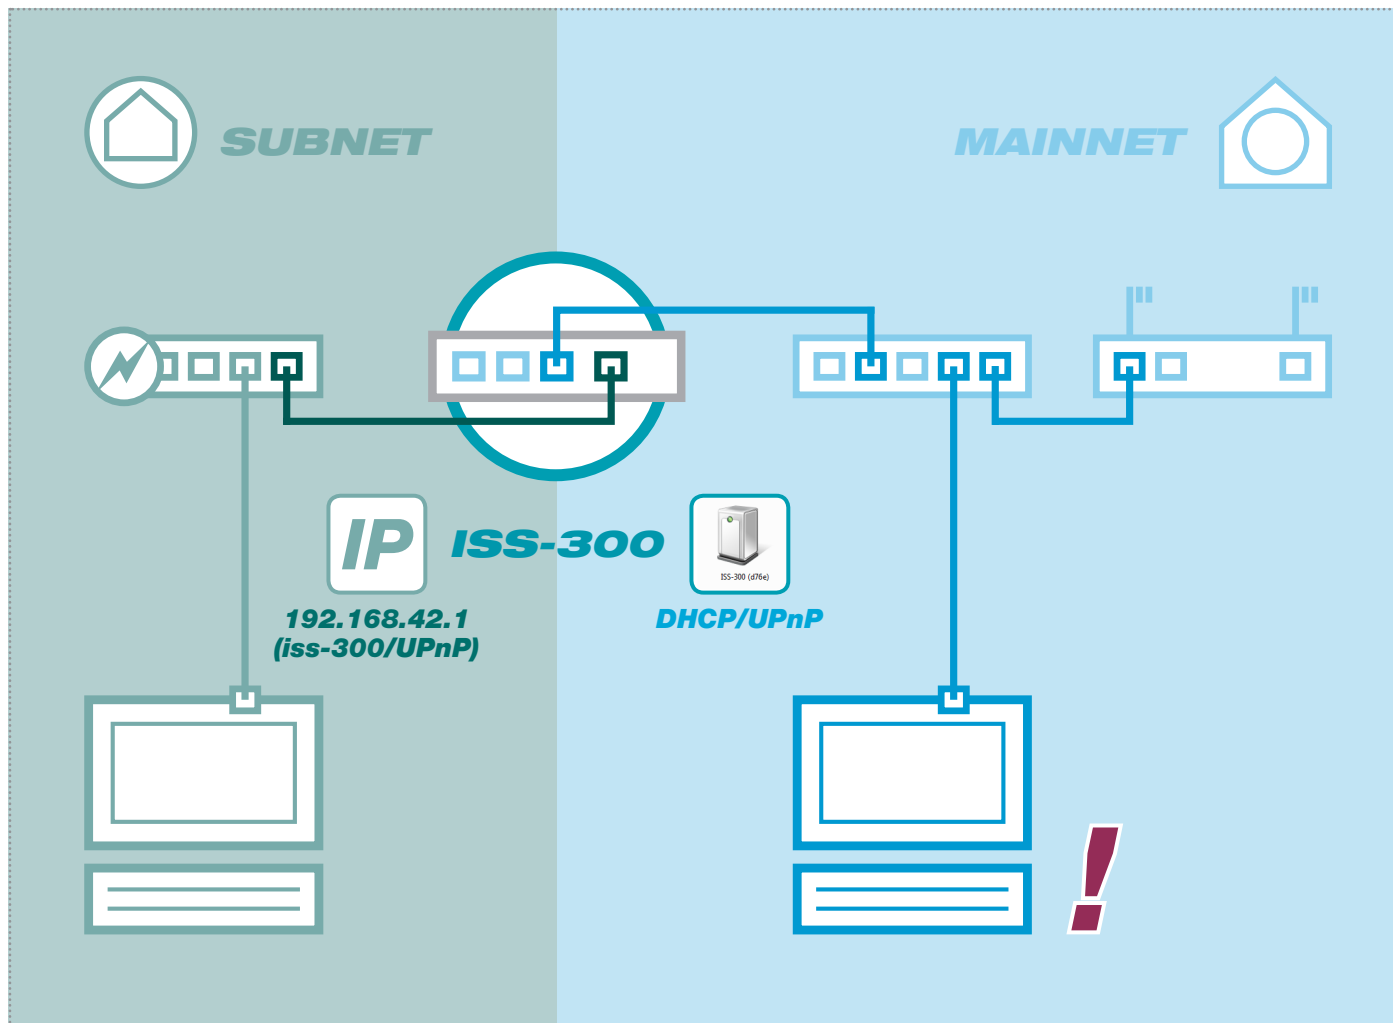 SUBNET
MAINNET
IP
ISS-300
ISS-300 (d76e)
192.168.42.1
(iss-300/UPnP)
DHCP/UPnP
!